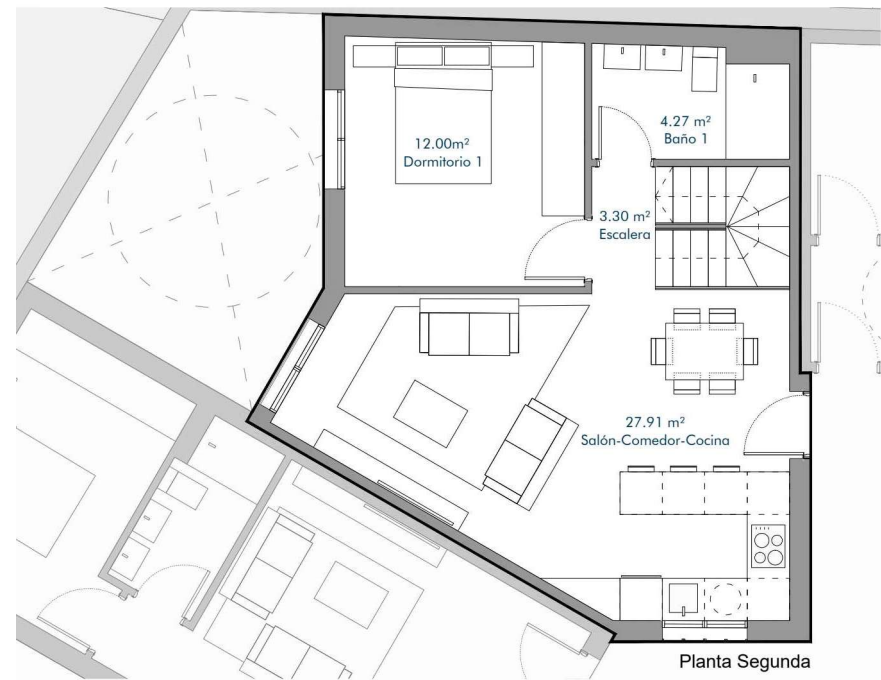 4.27 m²
Baño 1
12.00m²
Dormitorio 1
3.30 m²
Escalera
27.91 m²
Salón-Comedor-Cocina
Planta Segunda